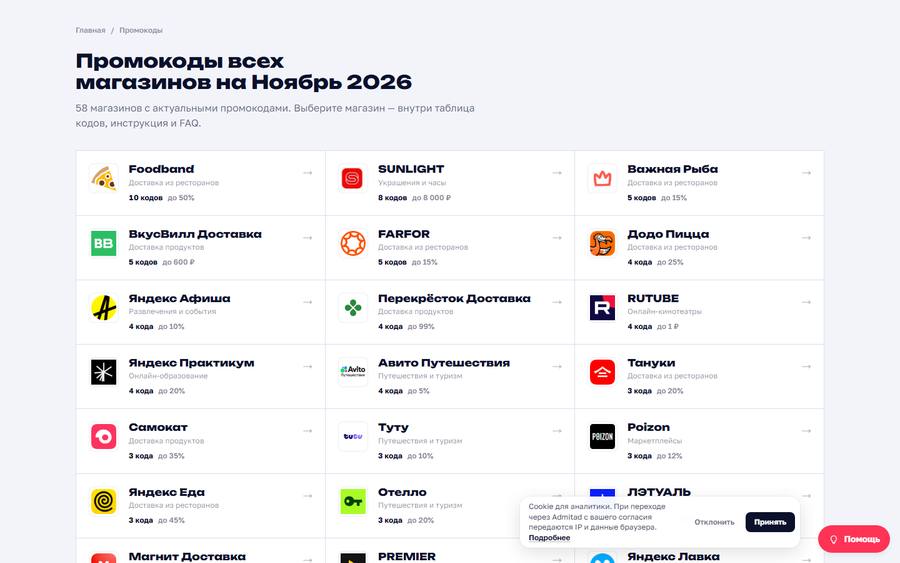 Главная / Промокоды
Промокоды всех
магазинов на Ноябрь 2026
58 магазинов с актуальными промокодами. Выберите магазин — внутри таблица
кодов, инструкция и FAQ.
Foodband →
Доставка из ресторанов
10 кодов до 50%
SUNLIGHT →
Украшения и часы
8 кодов до 8 000 ₽
Важная Рыба →
Доставка из ресторанов
5 кодов до 15%
BB
ВкусВилл Доставка →
Доставка продуктов
5 кодов до 600 ₽
FARFOR →
Доставка из ресторанов
5 кодов до 15%
Додо Пицца →
Доставка из ресторанов
4 кода до 25%
Яндекс Афиша →
Развлечения и события
4 кода до 10%
Перекрёсток Доставка →
Доставка продуктов
4 кода до 99%
R
RUTUBE →
Онлайн-кинотеатры
4 кода до 1 ₽
Яндекс Практикум →
Онлайн-образование
4 кода до 20%
Avito
Путешествия
Авито Путешествия →
Путешествия и туризм
4 кода до 5%
Тануки →
Доставка из ресторанов
3 кода до 20%
Самокат →
Доставка продуктов
3 кода до 35%
tutu
Туту →
Путешествия и туризм
3 кода до 10%
POIZON
Poizon →
Маркетплейсы
3 кода до 12%
Яндекс Еда →
Доставка из ресторанов
3 кода до 45%
Отелло →
Путешествия и туризм
3 кода до 20%
ЛЭТУАЛЬ →
Магнит Доставка →
PREMIER →
Яндекс Лавка →
Cookie для аналитики. При переходе
через Admitad с вашего согласия
передаются IP и данные браузера.
Подробнее
Отклонить
Принять
Помощь